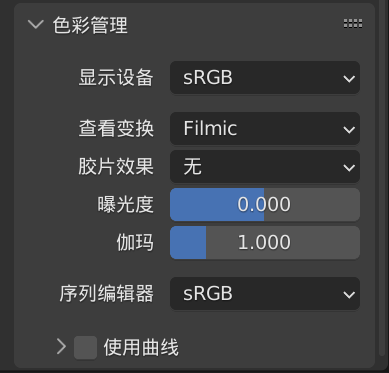 色彩管理
显示设备 sRGB
查看变换 Filmic
胶片效果 无
曝光度 0.000
伽玛 1.000
序列编辑器 sRGB
使用曲线